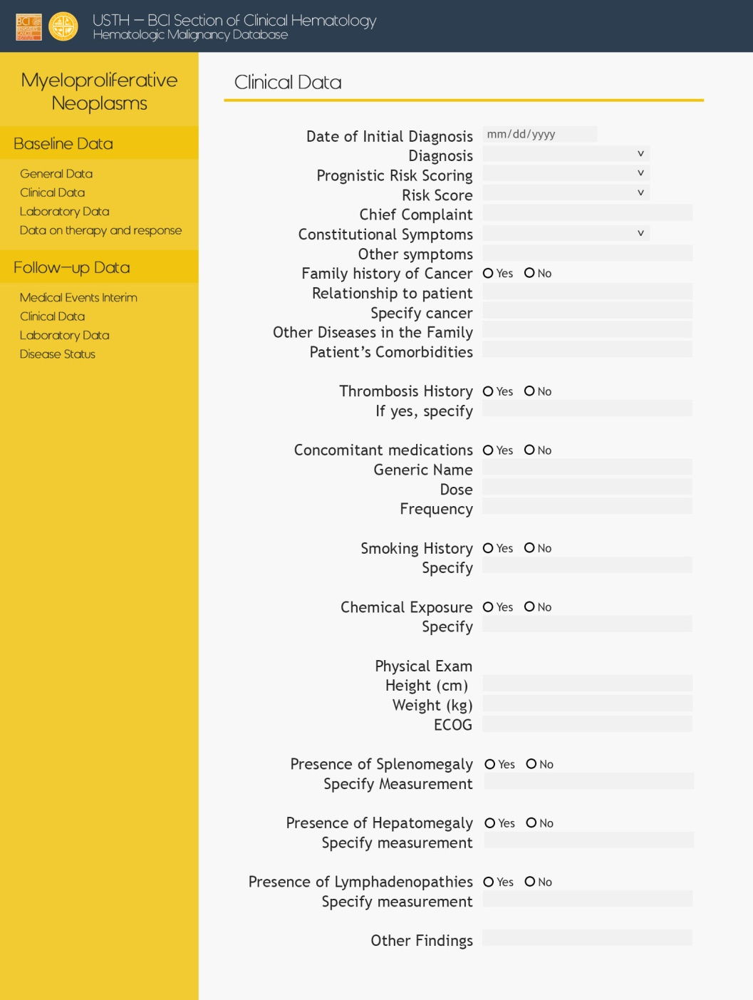 BCI
USTH — BCI Section of Clinical Hematology
Hematologic Malignancy Database
Myeloproliferative
Neoplasms
Baseline Data
General Data
Clinical Data
Laboratory Data
Data on therapy and response
Follow—up Data
Medical Events Interim
Clinical Data
Laboratory Data
Disease Status
Clinical Data
Date of Initial Diagnosis mm/dd/yyyy
Diagnosis v
Prognistic Risk Scoring v
Risk Score v
Chief Complaint
Constitutional Symptoms v
Other symptoms
Family history of Cancer Yes No
Relationship to patient
Specify cancer
Other Diseases in the Family
Patient’s Comorbidities
Thrombosis History Yes No
If yes, specify
Concomitant medications Yes No
Generic Name
Dose
Frequency
Smoking History Yes No
Specify
Chemical Exposure Yes No
Specify
Physical Exam
Height (cm)
Weight (kg)
ECOG
Presence of Splenomegaly Yes No
Specify Measurement
Presence of Hepatomegaly Yes No
Specify measurement
Presence of Lymphadenopathies Yes No
Specify measurement
Other Findings